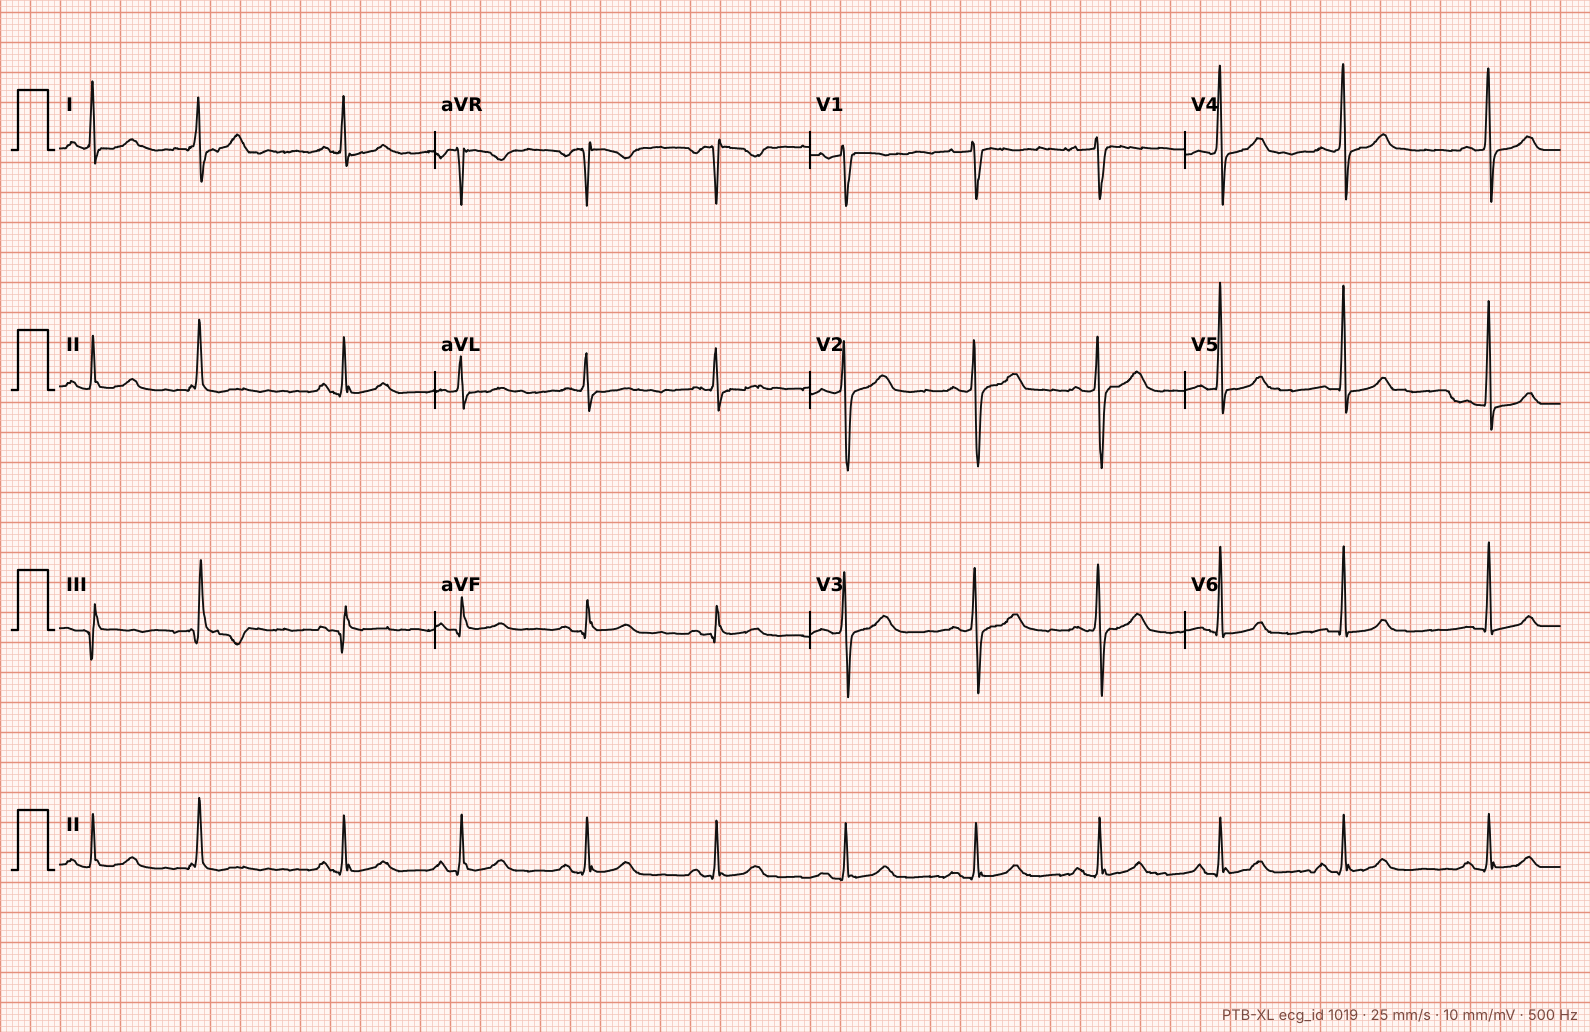 I aVR V1 V4
II aVL V2 V5
III aVF V3 V6
II
PTB-XL ecg_id 1019 · 25 mm/s · 10 mm/mV · 500 Hz